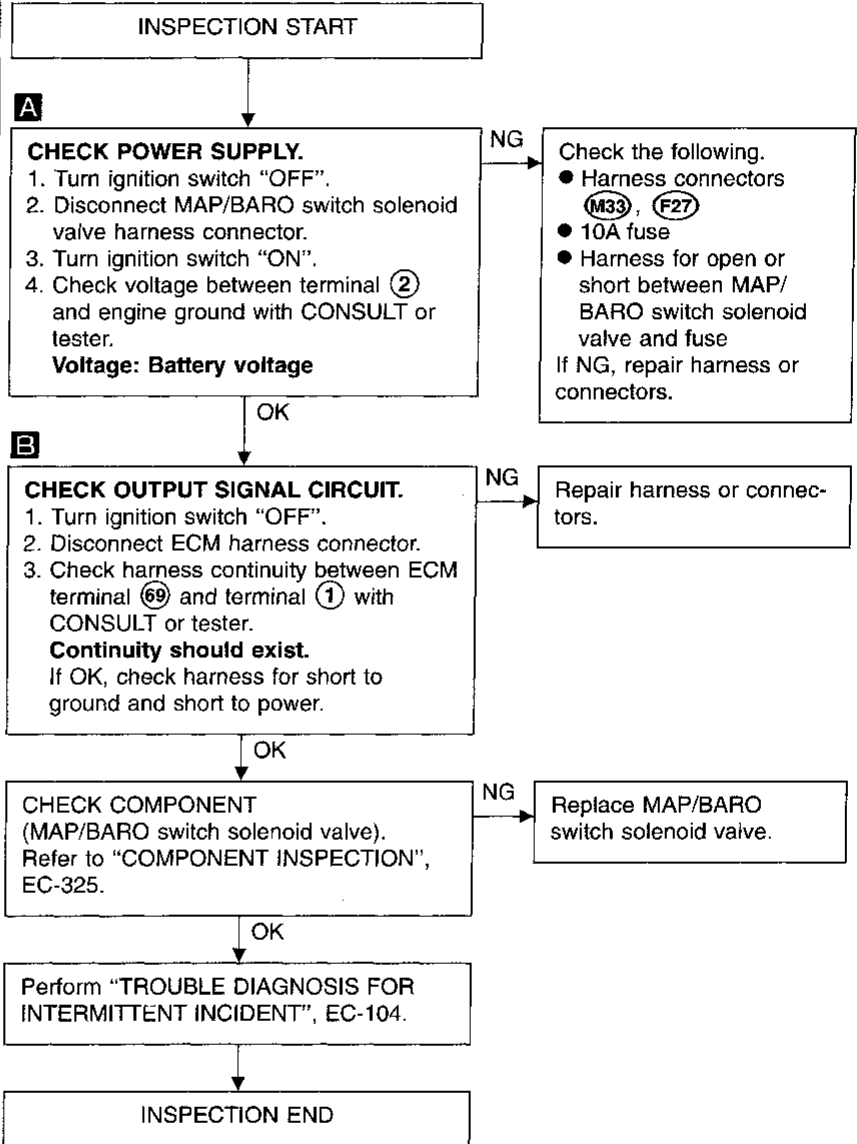 INSPECTION START
A
CHECK POWER SUPPLY.
1. Turn ignition switch “OFF”.
2. Disconnect MAP/BARO switch solenoid
valve harness connector.
3. Turn ignition switch “ON”.
4. Check voltage between terminal ②
and engine ground with CONSULT or
tester.
Voltage: Battery voltage
NG
Check the following.
● Harness connectors
M33, F27
● 10A fuse
● Harness for open or
short between MAP/
BARO switch solenoid
valve and fuse
If NG, repair harness or
connectors.
OK
B
CHECK OUTPUT SIGNAL CIRCUIT.
1. Turn ignition switch “OFF”.
2. Disconnect ECM harness connector.
3. Check harness continuity between ECM
terminal 69 and terminal ① with
CONSULT or tester.
Continuity should exist.
If OK, check harness for short to
ground and short to power.
NG
Repair harness or connec-
tors.
OK
CHECK COMPONENT
(MAP/BARO switch solenoid valve).
Refer to “COMPONENT INSPECTION”,
EC-325.
NG
Replace MAP/BARO
switch solenoid valve.
OK
Perform “TROUBLE DIAGNOSIS FOR
INTERMITTENT INCIDENT”, EC-104.
INSPECTION END